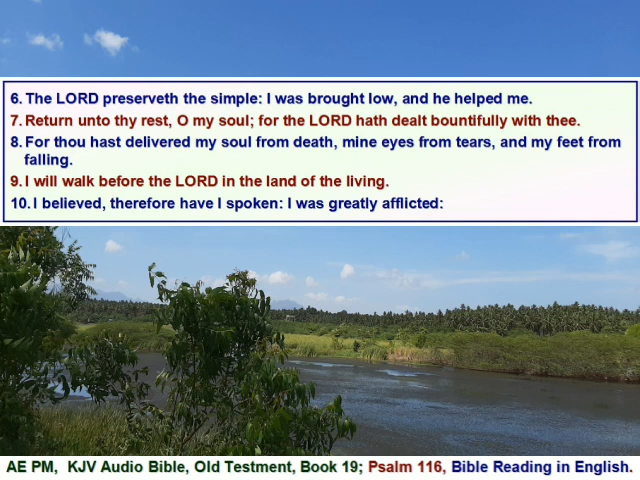 6. The LORD preserveth the simple: I was brought low, and he helped me.
7. Return unto thy rest, O my soul; for the LORD hath dealt bountifully with thee.
8. For thou hast delivered my soul from death, mine eyes from tears, and my feet from
falling.
9. I will walk before the LORD in the land of the living.
10. I believed, therefore have I spoken: I was greatly afflicted:
AE PM, KJV Audio Bible, Old Testment, Book 19; Psalm 116, Bible Reading in English.